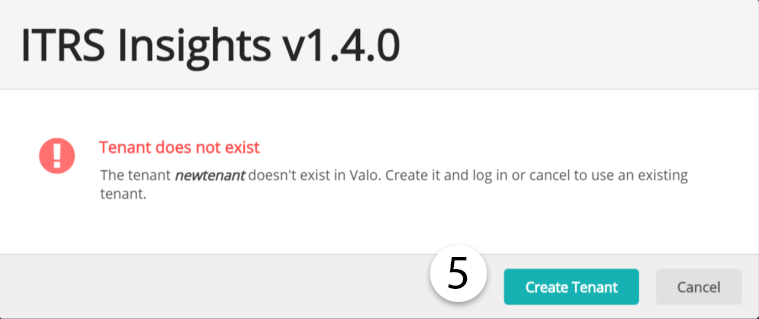 ITRS Insights v1.4.0
Tenant does not exist
The tenant newtenant doesn't exist in Valo. Create it and log in or cancel to use an existing
tenant.
5
Create Tenant
Cancel